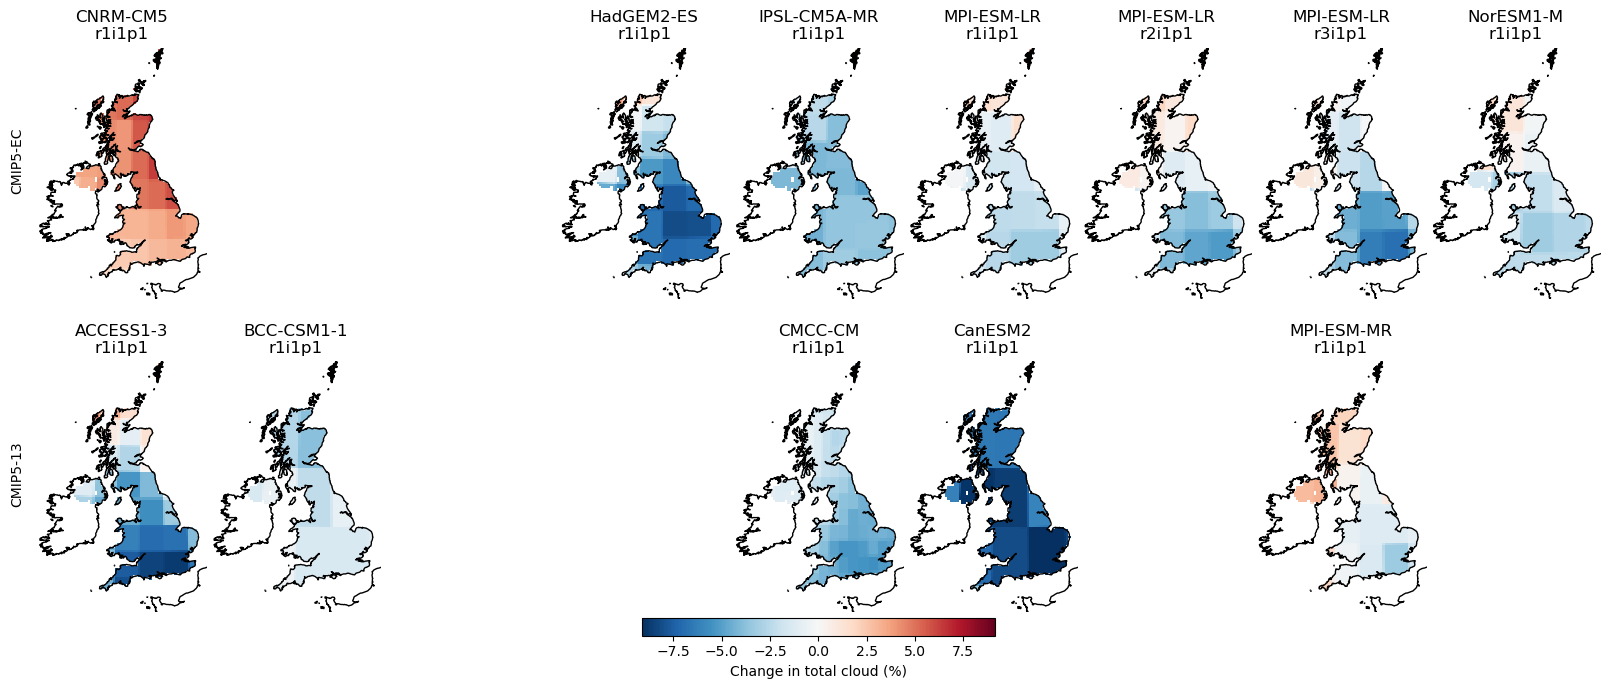 CNRM-CM5
r1i1p1
HadGEM2-ES
r1i1p1
IPSL-CM5A-MR
r1i1p1
MPI-ESM-LR
r1i1p1
MPI-ESM-LR
r2i1p1
MPI-ESM-LR
r3i1p1
NorESM1-M
r1i1p1
CMIP5-EC
ACCESS1-3
r1i1p1
BCC-CSM1-1
r1i1p1
CMCC-CM
r1i1p1
CanESM2
r1i1p1
MPI-ESM-MR
r1i1p1
CMIP5-13
−7.5 −5.0 −2.5 0.0 2.5 5.0 7.5
Change in total cloud (%)